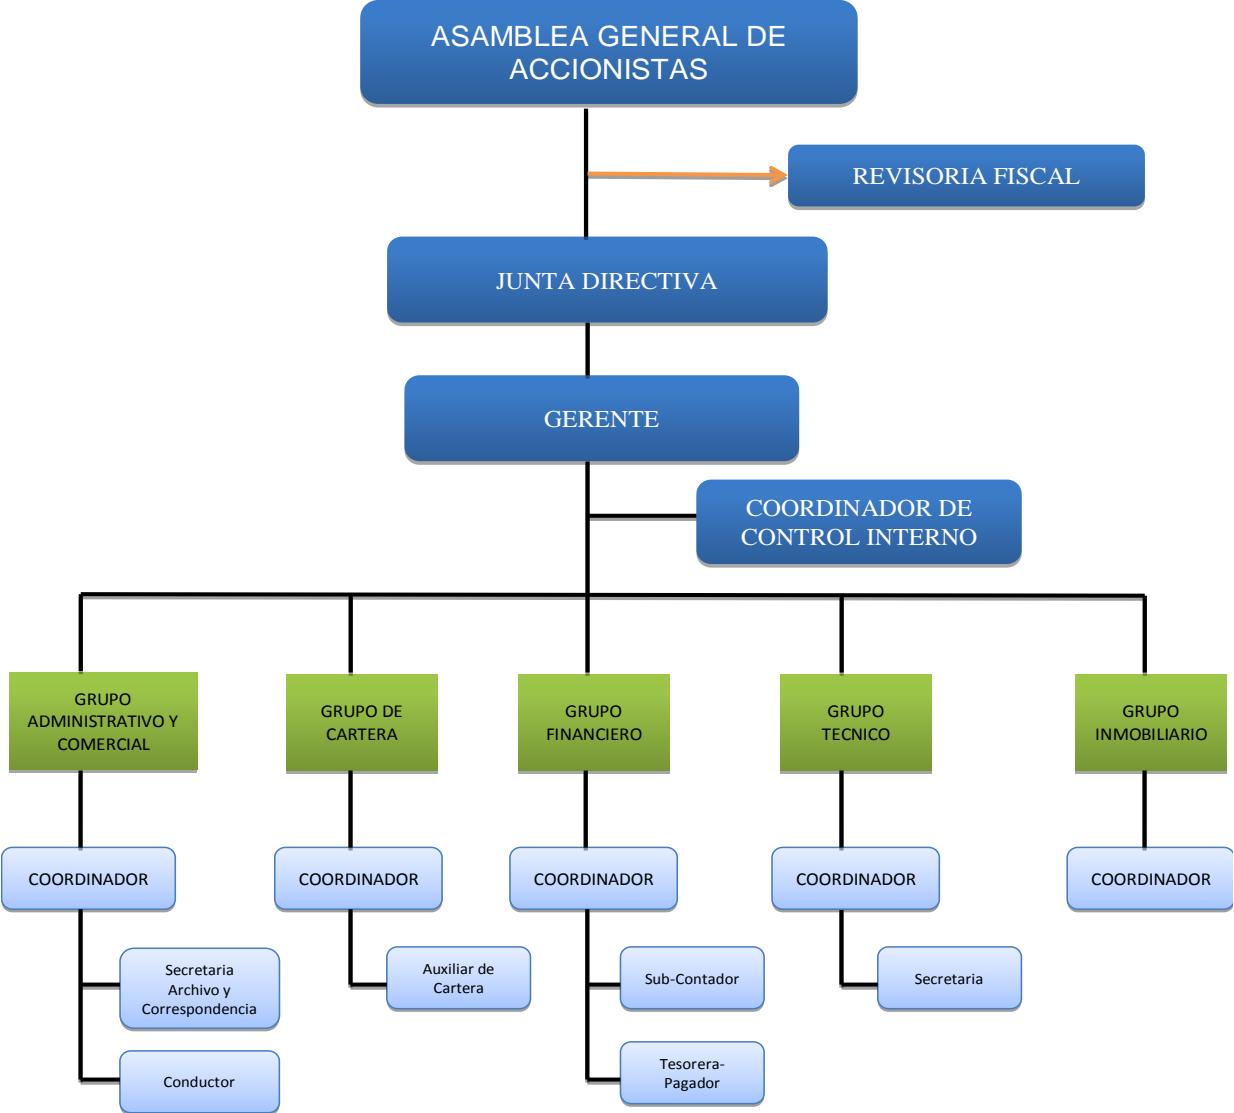 ASAMBLEA GENERAL DE
ACCIONISTAS
REVISORIA FISCAL
JUNTA DIRECTIVA
GERENTE
COORDINADOR DE
CONTROL INTERNO
GRUPO
ADMINISTRATIVO Y
COMERCIAL
GRUPO DE
CARTERA
GRUPO
FINANCIERO
GRUPO
TECNICO
GRUPO
INMOBILIARIO
COORDINADOR
COORDINADOR
COORDINADOR
COORDINADOR
COORDINADOR
Secretaria
Archivo y
Correspondencia
Auxiliar de
Cartera
Sub-Contador
Secretaria
Conductor
Tesorera-
Pagador